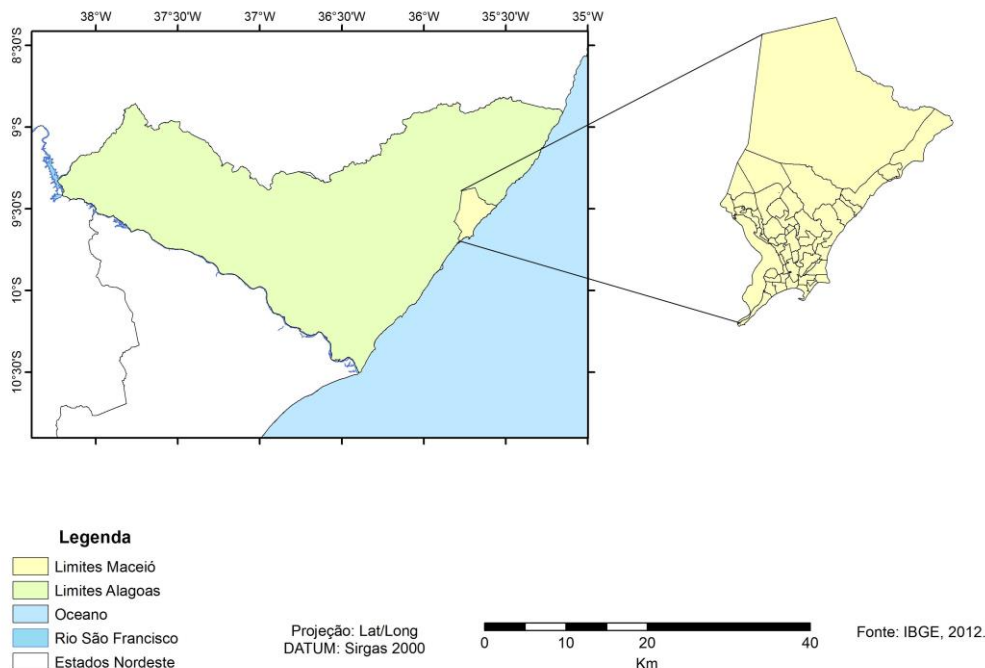 38°W 37°30'W 37°W 36°30'W 36°W 35°30'W 35°W
8°30'S
9°S
9°30'S
10°S
10°30'S
Legenda
Limites Maceió
Limites Alagoas
Oceano
Rio São Francisco
Estados Nordeste
Projeção: Lat/Long
DATUM: Sirgas 2000
0 5 10 20 40
Km
Fonte: IBGE, 2012.